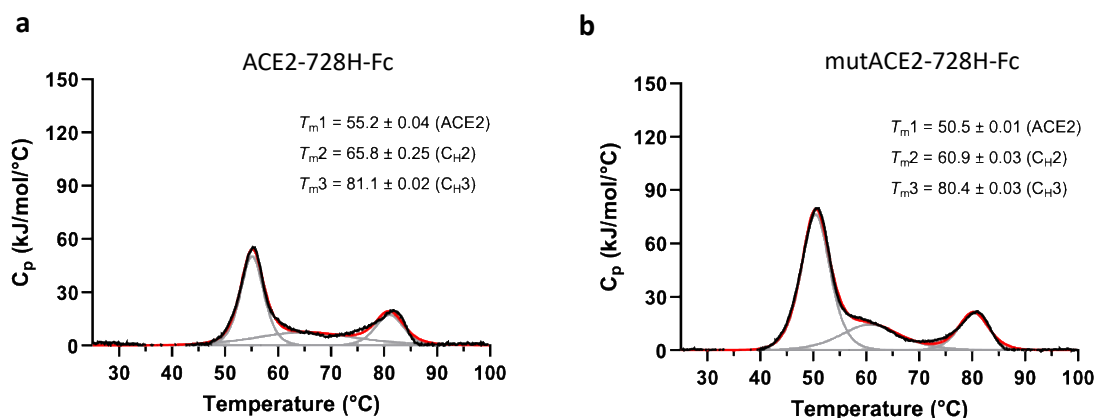 a
ACE2-728H-Fc
150
120
90
60
30
0
Cp (kJ/mol/°C)
Tm1 = 55.2 ± 0.04 (ACE2)
Tm2 = 65.8 ± 0.25 (CH2)
Tm3 = 81.1 ± 0.02 (CH3)
30 40 50 60 70 80 90 100
Temperature (°C)
b
mutACE2-728H-Fc
150
120
90
60
30
0
Cp (kJ/mol/°C)
Tm1 = 50.5 ± 0.01 (ACE2)
Tm2 = 60.9 ± 0.03 (CH2)
Tm3 = 80.4 ± 0.03 (CH3)
30 40 50 60 70 80 90 100
Temperature (°C)